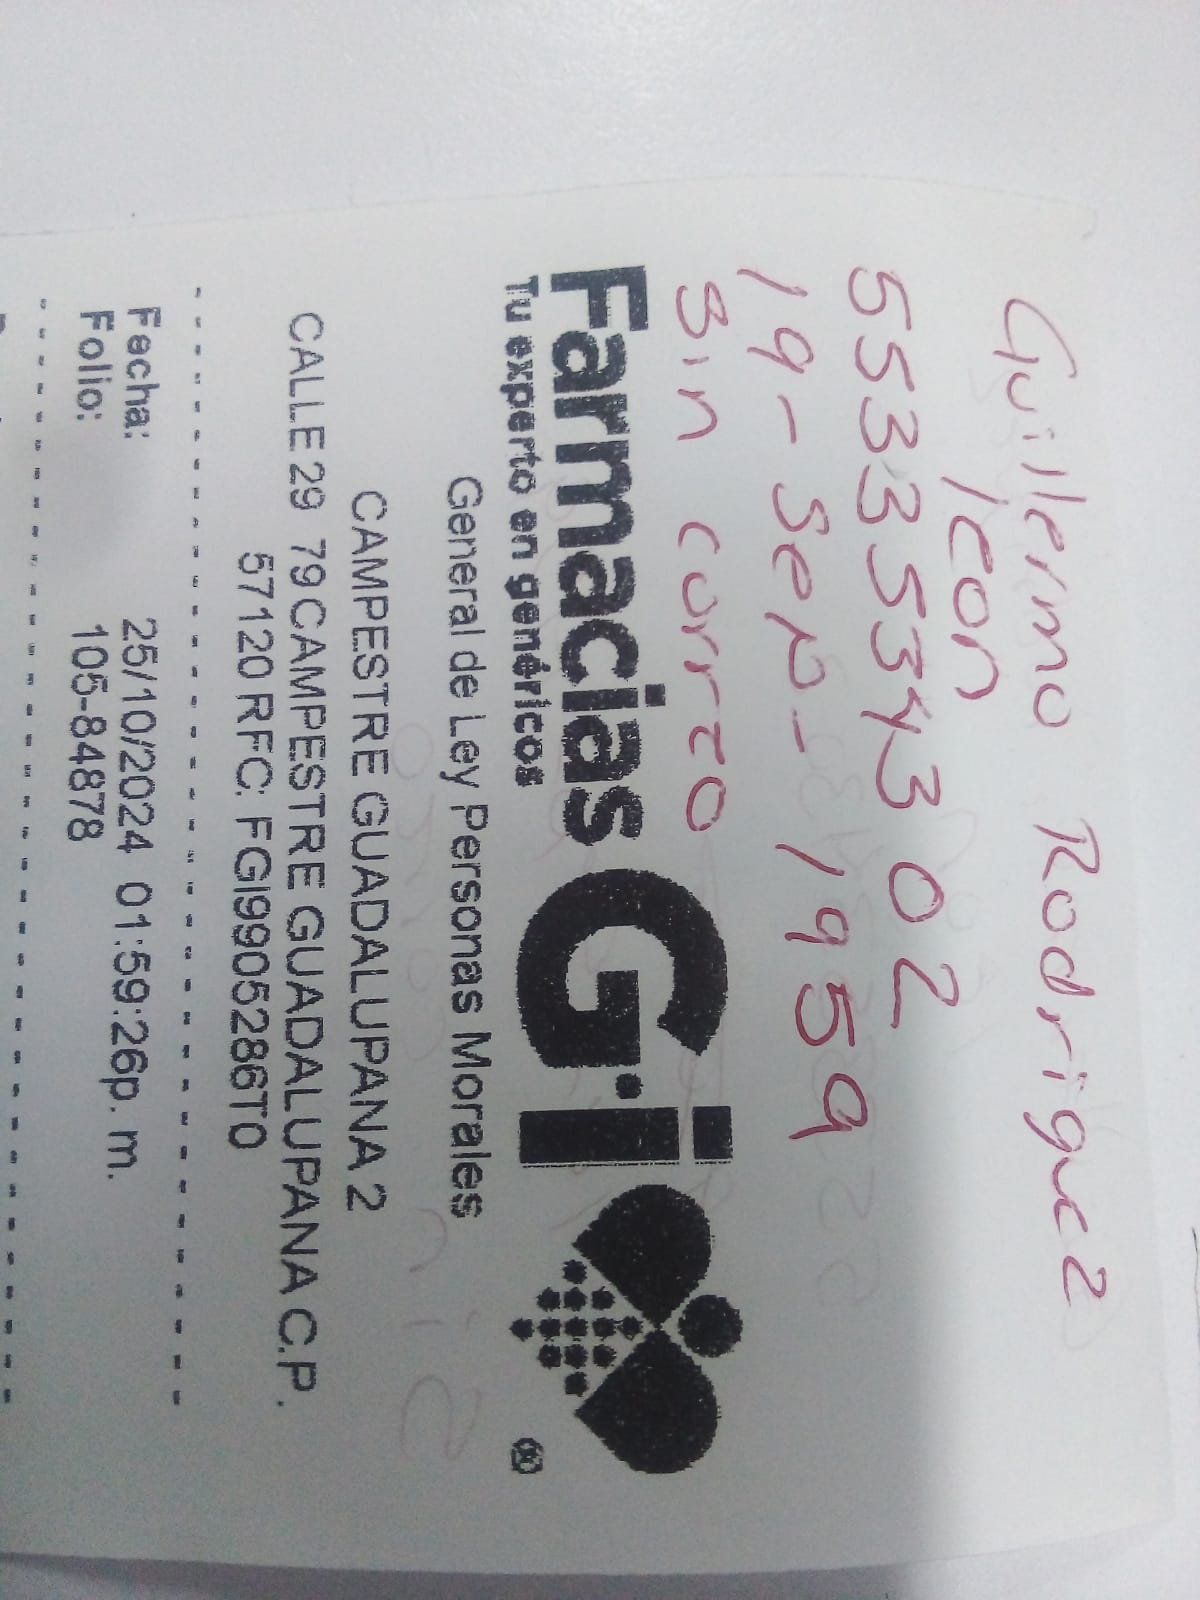 Guillermo Rodriguez
leon
5533534302
19-Sep-1959
Sin correo
Farmacias Gi ®
Tu experto en genéricos
General de Ley Personas Morales
CAMPESTRE GUADALUPANA 2
CALLE 29 79 CAMPESTRE GUADALUPANA C.P.
57120 RFC: FGI9905286T0
Fecha: 25/10/2024 01:59:26p. m.
Folio: 105-84878